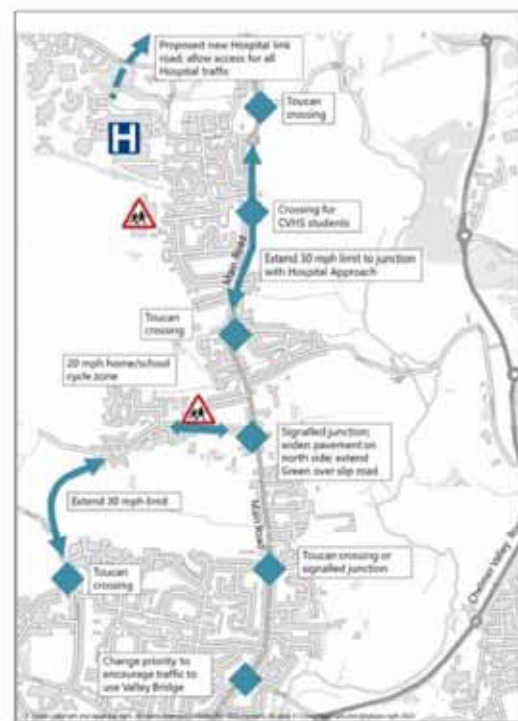 Proposed new Hospital link
road; allow access for all
Hospital traffic
H
Toucan
crossing
Crossing for
CVHS students
Main Road
Extend 30 mph limit to junction
with Hospital Approach
Toucan
crossing
20 mph home/school
cycle zone
Signalled junction;
widen pavement on
north side; extend
Green over slip road
Extend 30 mph limit
Main Road
Chelmer Valley
Toucan
crossing
Toucan crossing or
signalled junction
Change priority to
encourage traffic to
use Valley Bridge